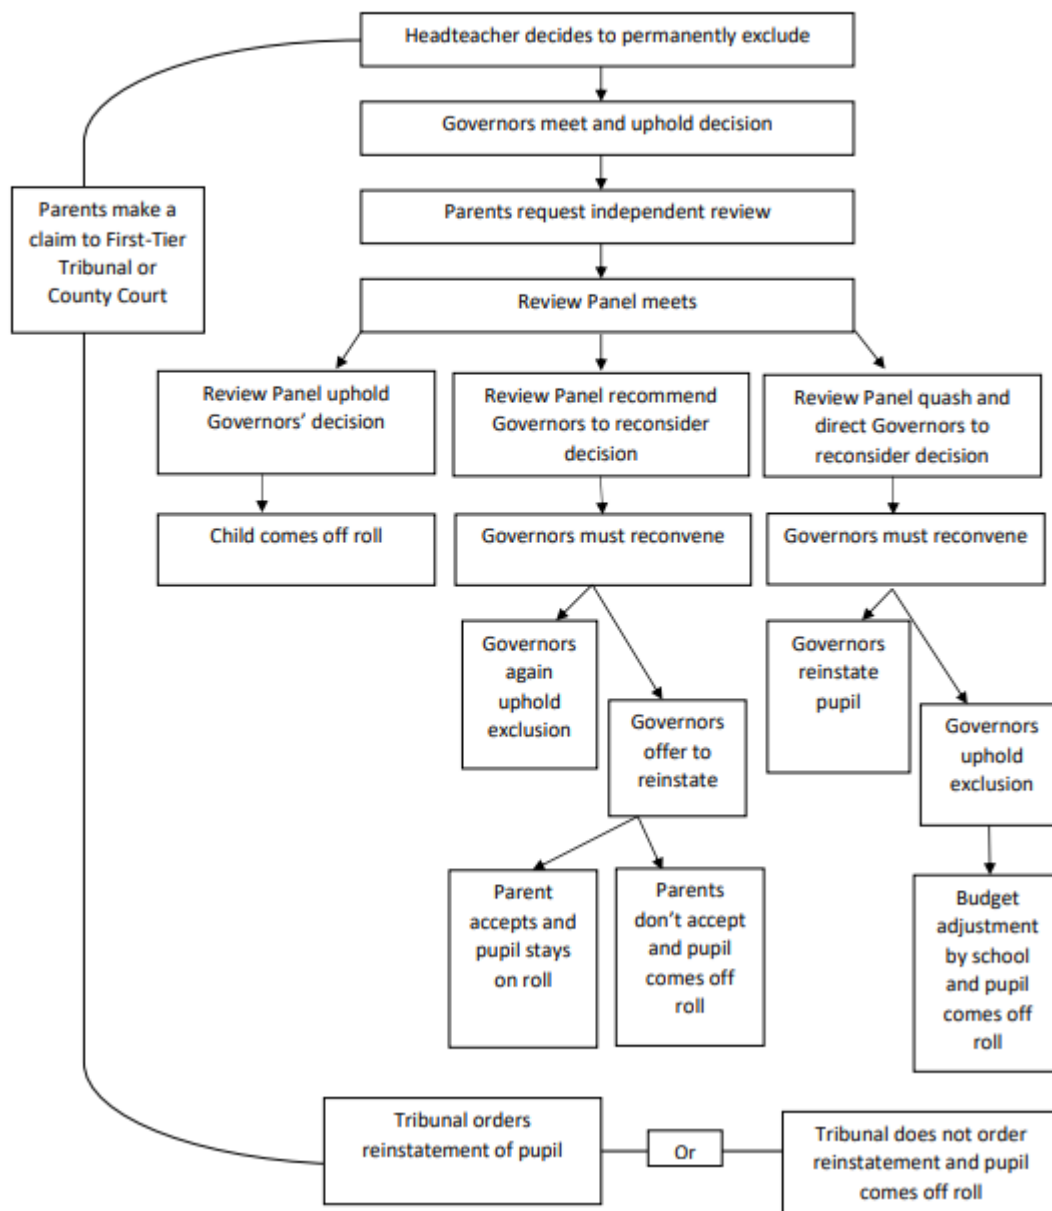 Headteacher decides to permanently exclude
Governors meet and uphold decision
Parents make a
claim to First-Tier
Tribunal or
County Court
Parents request independent review
Review Panel meets
Review Panel uphold
Governors’ decision
Review Panel recommend
Governors to reconsider
decision
Review Panel quash and
direct Governors to
reconsider decision
Child comes off roll
Governors must reconvene
Governors must reconvene
Governors
again
uphold
exclusion
Governors
offer to
reinstate
Governors
reinstate
pupil
Governors
uphold
exclusion
Parent
accepts and
pupil stays
on roll
Parents
don’t accept
and pupil
comes off
roll
Budget
adjustment
by school
and pupil
comes off
roll
Tribunal orders
reinstatement of pupil
Or
Tribunal does not order
reinstatement and pupil
comes off roll